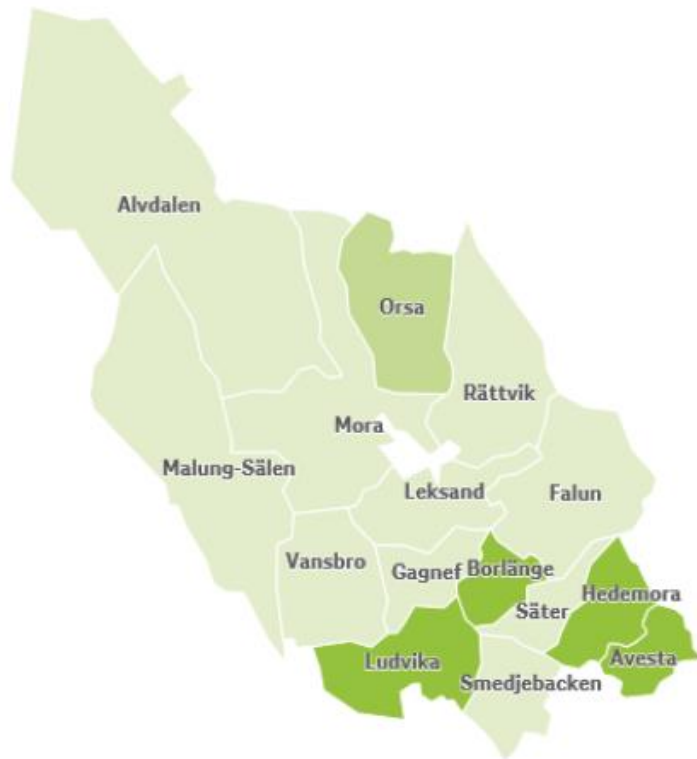 Alvdalen
Orsa
Rättvik
Mora
Malung-Sälen
Leksand
Falun
Vansbro
Gagnef
Borlänge
Hedemora
Säter
Ludvika
Avesta
Smedjebacken